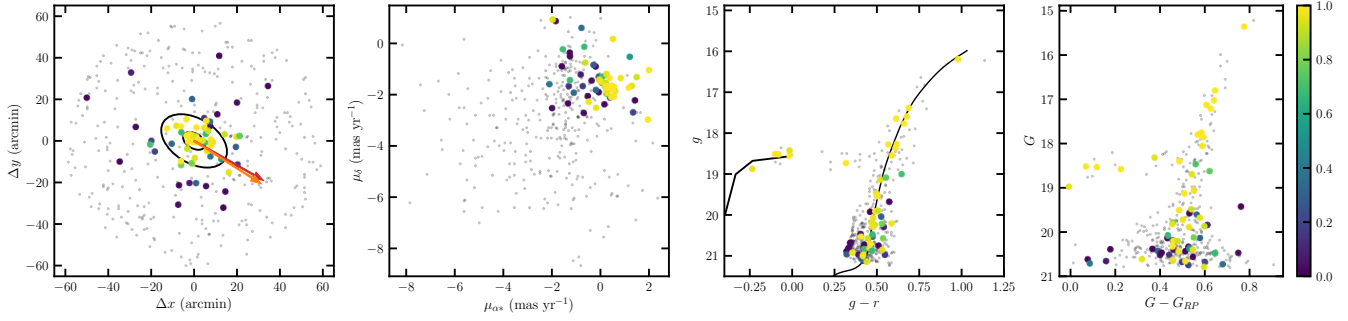 60
40
20
0
−20
−40
−60
Δy (arcmin)
−60 −40 −20 0 20 40 60
Δx (arcmin)
0
−2
−4
−6
−8
μδ (mas yr⁻¹)
−8 −6 −4 −2 0 2
μα∗ (mas yr⁻¹)
15
16
17
18
19
20
21
g
−0.25 0.00 0.25 0.50 0.75 1.00 1.25
g − r
15
16
17
18
19
20
21
G
0.0 0.2 0.4 0.6 0.8
G − G_RP
1.0
0.8
0.6
0.4
0.2
0.0